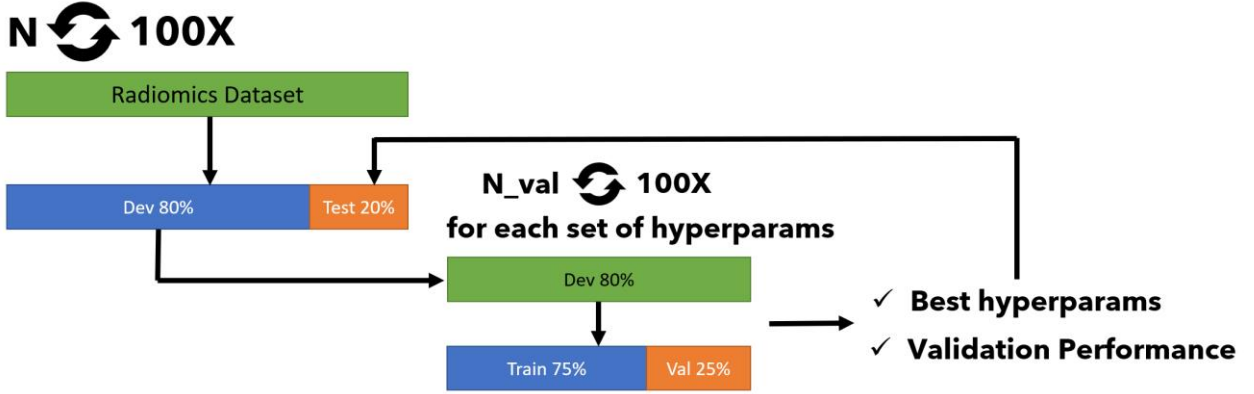 N 100X
Radiomics Dataset
Dev 80% Test 20%
N_val 100X
for each set of hyperparams
Dev 80%
Train 75% Val 25%
✓ Best hyperparams
✓ Validation Performance